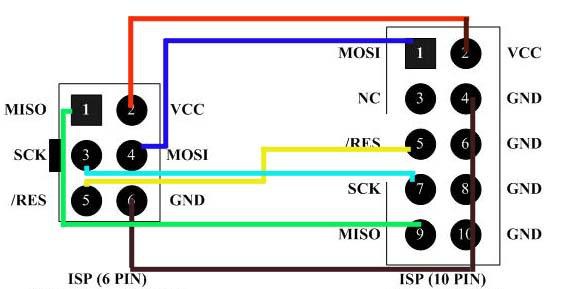 MOSI 1 2 VCC
MISO 1 2 VCC
NC 3 4 GND
SCK 3 4 MOSI
/RES 5 6 GND
/RES 5 6 GND
SCK 7 8 GND
MISO 9 10 GND
ISP (6 PIN)
ISP (10 PIN)